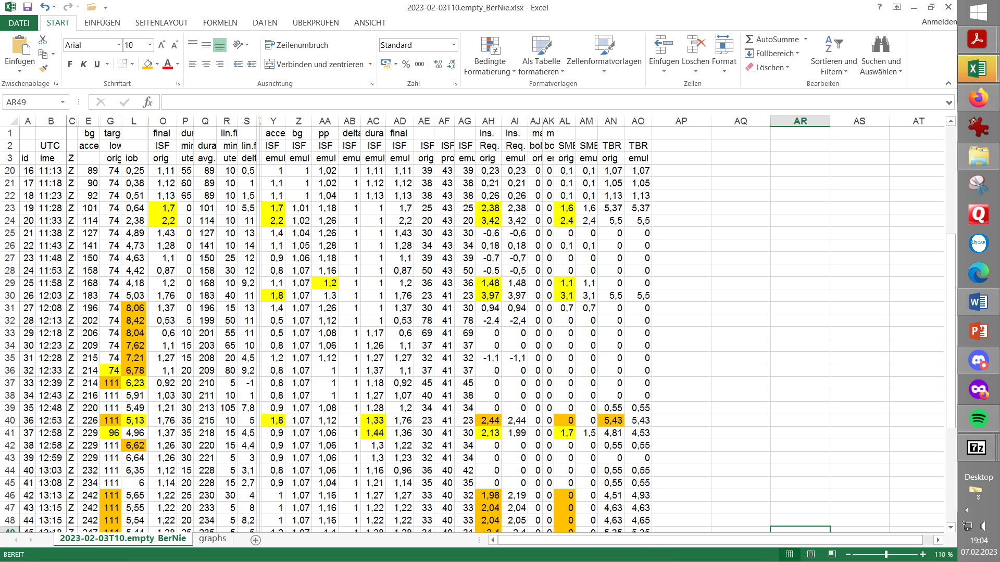 2023-02-03T10.empty_BerNie.xlsx - Excel
DATEI START EINFÜGEN SEITENLAYOUT FORMELN DATEN ÜBERPRÜFEN ANSICHT Anmelden
Arial 10 Zeilenumbruch Standard AutoSumme
Einfügen F K U Verbinden und zentrieren % 000 Bedingte Formatierung Als Tabelle formatieren Zellenformatvorlagen Einfügen Löschen Format Füllbereich Löschen Sortieren und Filtern Suchen und Auswählen
Zwischenablage Schriftart Ausrichtung Zahl Formatvorlagen Zellen Bearbeiten
AR49 fx
A B C E G L O P Q R S Y Z AA AB AC AD AE AF AG AH AI AJ AK AL AM AN AO AP AQ AR AS AT
1 bg targ final du lin.fi acce bg pp delta dura final Ins. Ins. ma m
2 UTC acce low ISF min dura min lin.f ISF ISF ISF ISF ISF ISF ISF ISF ISF Req. Req. bol bo SME SME TBR TBR
3 id ime Z orig iob orig ute avg. ute delt emul emul emul emu emul emul orig pro emu orig emul ori er orig emu orig emul
20 16 11:13 Z 89 74 0,25 1,11 55 89 10 0,5 1 1 1,02 1 1,11 1,11 39 43 39 0,23 0,23 0 0 0,1 0,1 1,07 1,07
21 17 11:18 Z 90 74 0,38 1,12 60 89 10 1 1,1 1 1,02 1 1,12 1,12 38 43 38 0,21 0,21 0 0 0,1 0,1 1,05 1,05
22 18 11:23 Z 92 74 0,51 1,13 65 89 10 1,5 1,1 1 1,04 1 1,13 1,13 38 43 38 0,26 0,26 0 0 0,1 0,1 1,13 1,13
23 19 11:28 Z 101 74 0,64 1,7 0 101 10 5,5 1,7 1,01 1,18 1 1 1,7 25 43 25 2,38 2,38 0 0 1,6 1,6 5,37 5,37
24 20 11:33 Z 114 74 2,38 2,2 0 114 10 11 2,2 1,02 1,26 1 1 2,2 20 43 20 3,42 3,42 0 0 2,4 2,4 5,5 5,5
25 21 11:38 Z 127 74 4,89 1,43 0 127 10 13 1,4 1,04 1,26 1 1 1,43 30 43 30 -0,6 -0,6 0 0 0 0 0 0
26 22 11:43 Z 141 74 4,73 1,28 0 141 10 14 1,1 1,05 1,28 1 1 1,28 34 43 34 0,18 0,18 0 0 0,1 0,1 0 0
27 23 11:48 Z 150 74 4,63 1,1 0 150 25 12 0,9 1,06 1,18 1 1 1,1 39 43 39 -0,7 -0,7 0 0 0 0 0 0
28 24 11:53 Z 158 74 4,42 0,87 0 158 30 12 0,8 1,07 1,16 1 1 0,87 50 43 50 -0,5 -0,5 0 0 0 0 0 0
29 25 11:58 Z 168 74 4,18 1,2 0 168 10 9,2 1,1 1,07 1,2 1 1 1,2 36 43 36 1,48 1,48 0 0 1,1 1,1 0 0
30 26 12:03 Z 183 74 5,03 1,76 0 183 40 11 1,8 1,07 1,3 1 1 1,76 23 41 23 3,97 3,97 0 0 3,1 3,1 5,5 5,5
31 27 12:08 Z 196 74 8,06 1,37 0 196 15 13 1,4 1,07 1,26 1 1 1,37 30 41 30 0,94 0,94 0 0 0,7 0,7 0 0
32 28 12:13 Z 202 74 8,42 0,53 5 199 50 11 0,5 1,07 1,12 1 1 0,53 78 41 78 -2,4 -2,4 0 0 0 0 0 0
33 29 12:18 Z 206 74 8,04 0,6 10 201 55 11 0,5 1,07 1,08 1 1,17 0,6 69 41 69 0 0 0 0 0 0 0 0
34 30 12:23 Z 209 74 7,62 1,1 15 203 65 10 0,8 1,07 1,06 1 1,26 1,1 37 41 37 0 0 0 0 0 0 0 0
35 31 12:28 Z 215 74 7,21 1,27 15 208 20 4,5 1,2 1,07 1,12 1 1,27 1,27 32 41 32 -1,1 -1,1 0 0 0 0 0 0
36 32 12:33 Z 214 74 6,78 1,1 20 209 80 9,2 0,8 1,07 1 1 1,37 1,1 37 41 37 0 0 0 0 0 0 0 0
37 33 12:39 Z 214 111 6,23 0,92 20 210 5 -1 0,8 1,07 1 1 1,18 0,92 45 41 45 0 0 0 0 0 0 0 0
38 34 12:43 Z 216 111 5,91 1,03 30 211 10 1 0,8 1,07 1 1 1,27 1,07 40 41 38 0 0 0 0 0 0 0 0
39 35 12:48 Z 220 111 5,49 1,21 30 213 105 7,8 0,9 1,07 1,08 1 1,28 1,2 34 41 34 0 0 0 0 0 0 0,55 0,55
40 36 12:53 Z 226 111 5,13 1,76 35 215 10 5 1,8 1,07 1,12 1 1,33 1,76 23 41 23 2,44 2,44 0 0 0 0 5,43 5,43
41 37 12:58 Z 229 96 4,96 1,37 35 218 15 4,5 0,9 1,07 1,06 1 1,44 1,36 30 41 30 2,13 1,99 0 0 1,7 1,5 4,81 4,53
42 38 12:58 Z 229 111 6,62 1,26 30 220 15 4,4 0,9 1,07 1,06 1 1,3 1,22 32 41 34 0 0 0 0 0 0 0,55 0,55
43 39 12:59 Z 229 111 6,64 1,26 30 221 5 3 0,9 1,07 1,06 1 1,3 1,23 32 41 34 0 0 0 0 0 0 0 0
44 40 13:03 Z 232 111 6,35 1,12 15 228 5 3,1 0,8 1,07 1,06 1 1,16 0,96 36 40 42 0 0 0 0 0 0 0,55 0,55
45 41 13:08 Z 234 111 6 1,14 20 228 15 2,7 0,9 1,07 1,04 1 1,21 1,14 35 40 35 0 0 0 0 0 0 0,55 0,55
46 42 13:13 Z 242 111 5,65 1,22 25 230 30 4 1 1,07 1,16 1 1,27 1,27 33 40 32 1,98 2,19 0 0 0 0 4,51 4,93
47 43 13:15 Z 242 111 5,55 1,22 20 233 5 8 1 1,07 1,16 1 1,22 1,22 33 40 33 2,04 2,04 0 0 0 0 4,63 4,63
48 44 13:15 Z 242 111 5,54 1,22 20 234 5 8,2 1 1,07 1,16 1 1,22 1,22 33 40 33 2,04 2,05 0 0 0 0 4,63 4,65
2023-02-03T10.empty_BerNie graphs
BEREIT 110 %
USCAR
7z
Desktop
19:04
07.02.2023